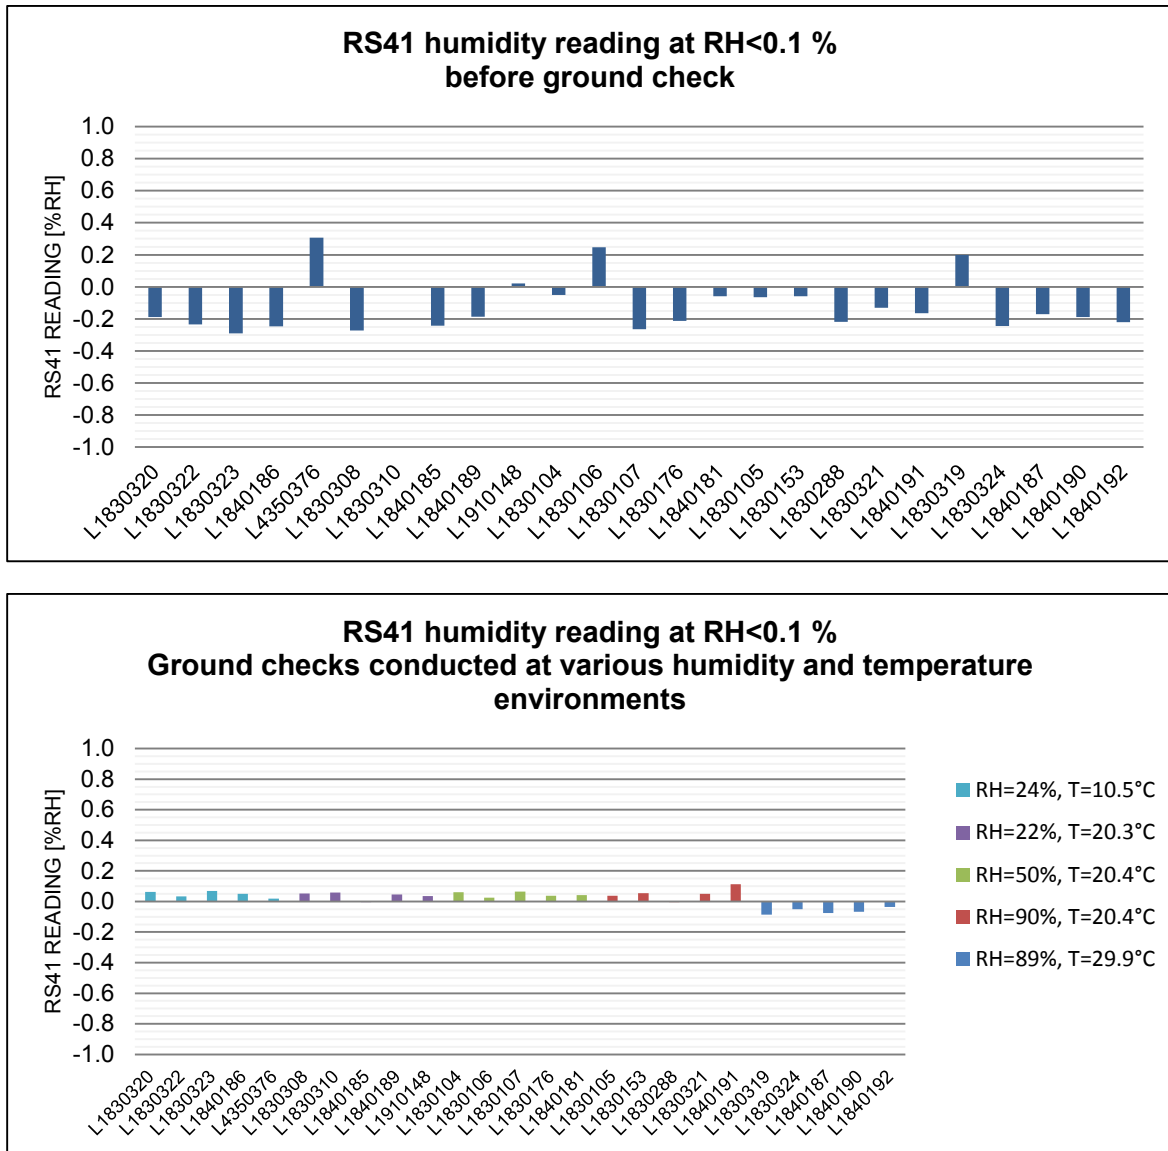 RS41 humidity reading at RH<0.1 %
before ground check
RS41 READING [%RH]
1.0
0.8
0.6
0.4
0.2
0.0
-0.2
-0.4
-0.6
-0.8
-1.0
L1830320
L1830322
L1830323
L1840186
L4350376
L1830308
L1830310
L1840185
L1840189
L1910148
L1830104
L1830106
L1830107
L1830176
L1840181
L1830105
L1830153
L1830288
L1830321
L1840191
L1830319
L1830324
L1840187
L1840190
L1840192
RS41 humidity reading at RH<0.1 %
Ground checks conducted at various humidity and temperature
environments
RS41 READING [%RH]
1.0
0.8
0.6
0.4
0.2
0.0
-0.2
-0.4
-0.6
-0.8
-1.0
L1830320
L1830322
L1830323
L1840186
L4350376
L1830308
L1830310
L1840185
L1840189
L1910148
L1830104
L1830106
L1830107
L1830176
L1840181
L1830105
L1830153
L1830288
L1830321
L1840191
L1830319
L1830324
L1840187
L1840190
L1840192
RH=24%, T=10.5°C
RH=22%, T=20.3°C
RH=50%, T=20.4°C
RH=90%, T=20.4°C
RH=89%, T=29.9°C